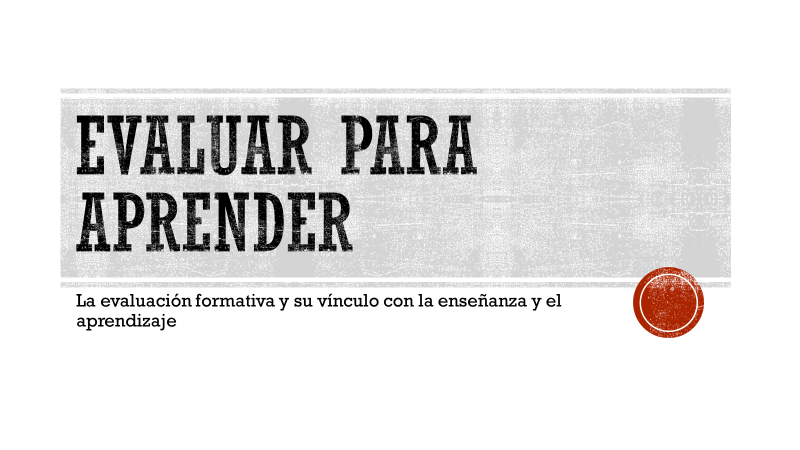 EVALUAR PARA
APRENDER
La evaluación formativa y su vínculo con la enseñanza y el
aprendizaje